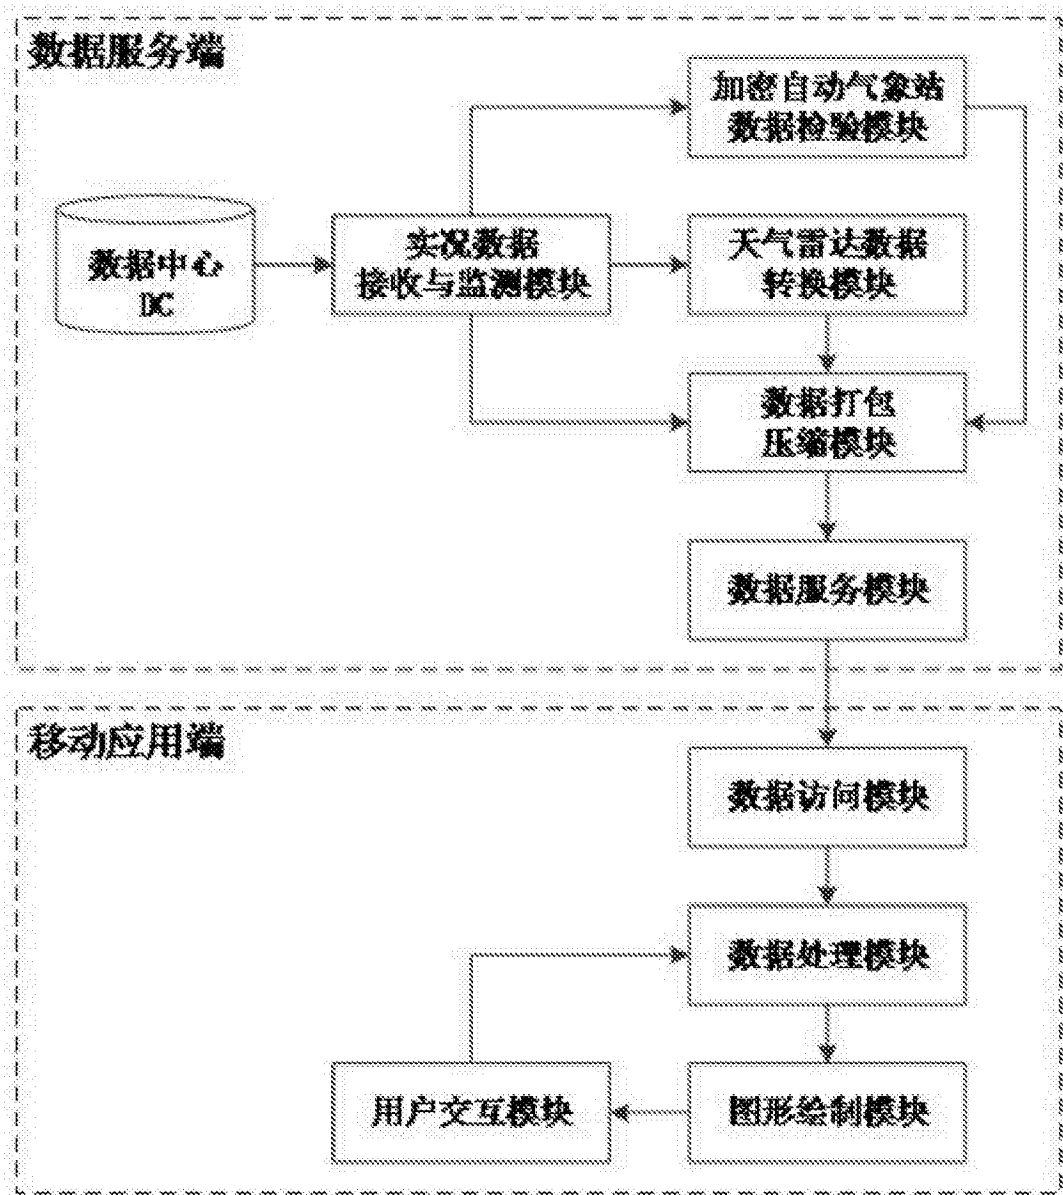 数据服务端
加密自动气象站
数据检验模块
数据中心
DC
实况数据
接收与监测模块
天气雷达数据
转换模块
数据打包
压缩模块
数据服务模块
移动应用端
数据访问模块
数据处理模块
用户交互模块
图形绘制模块